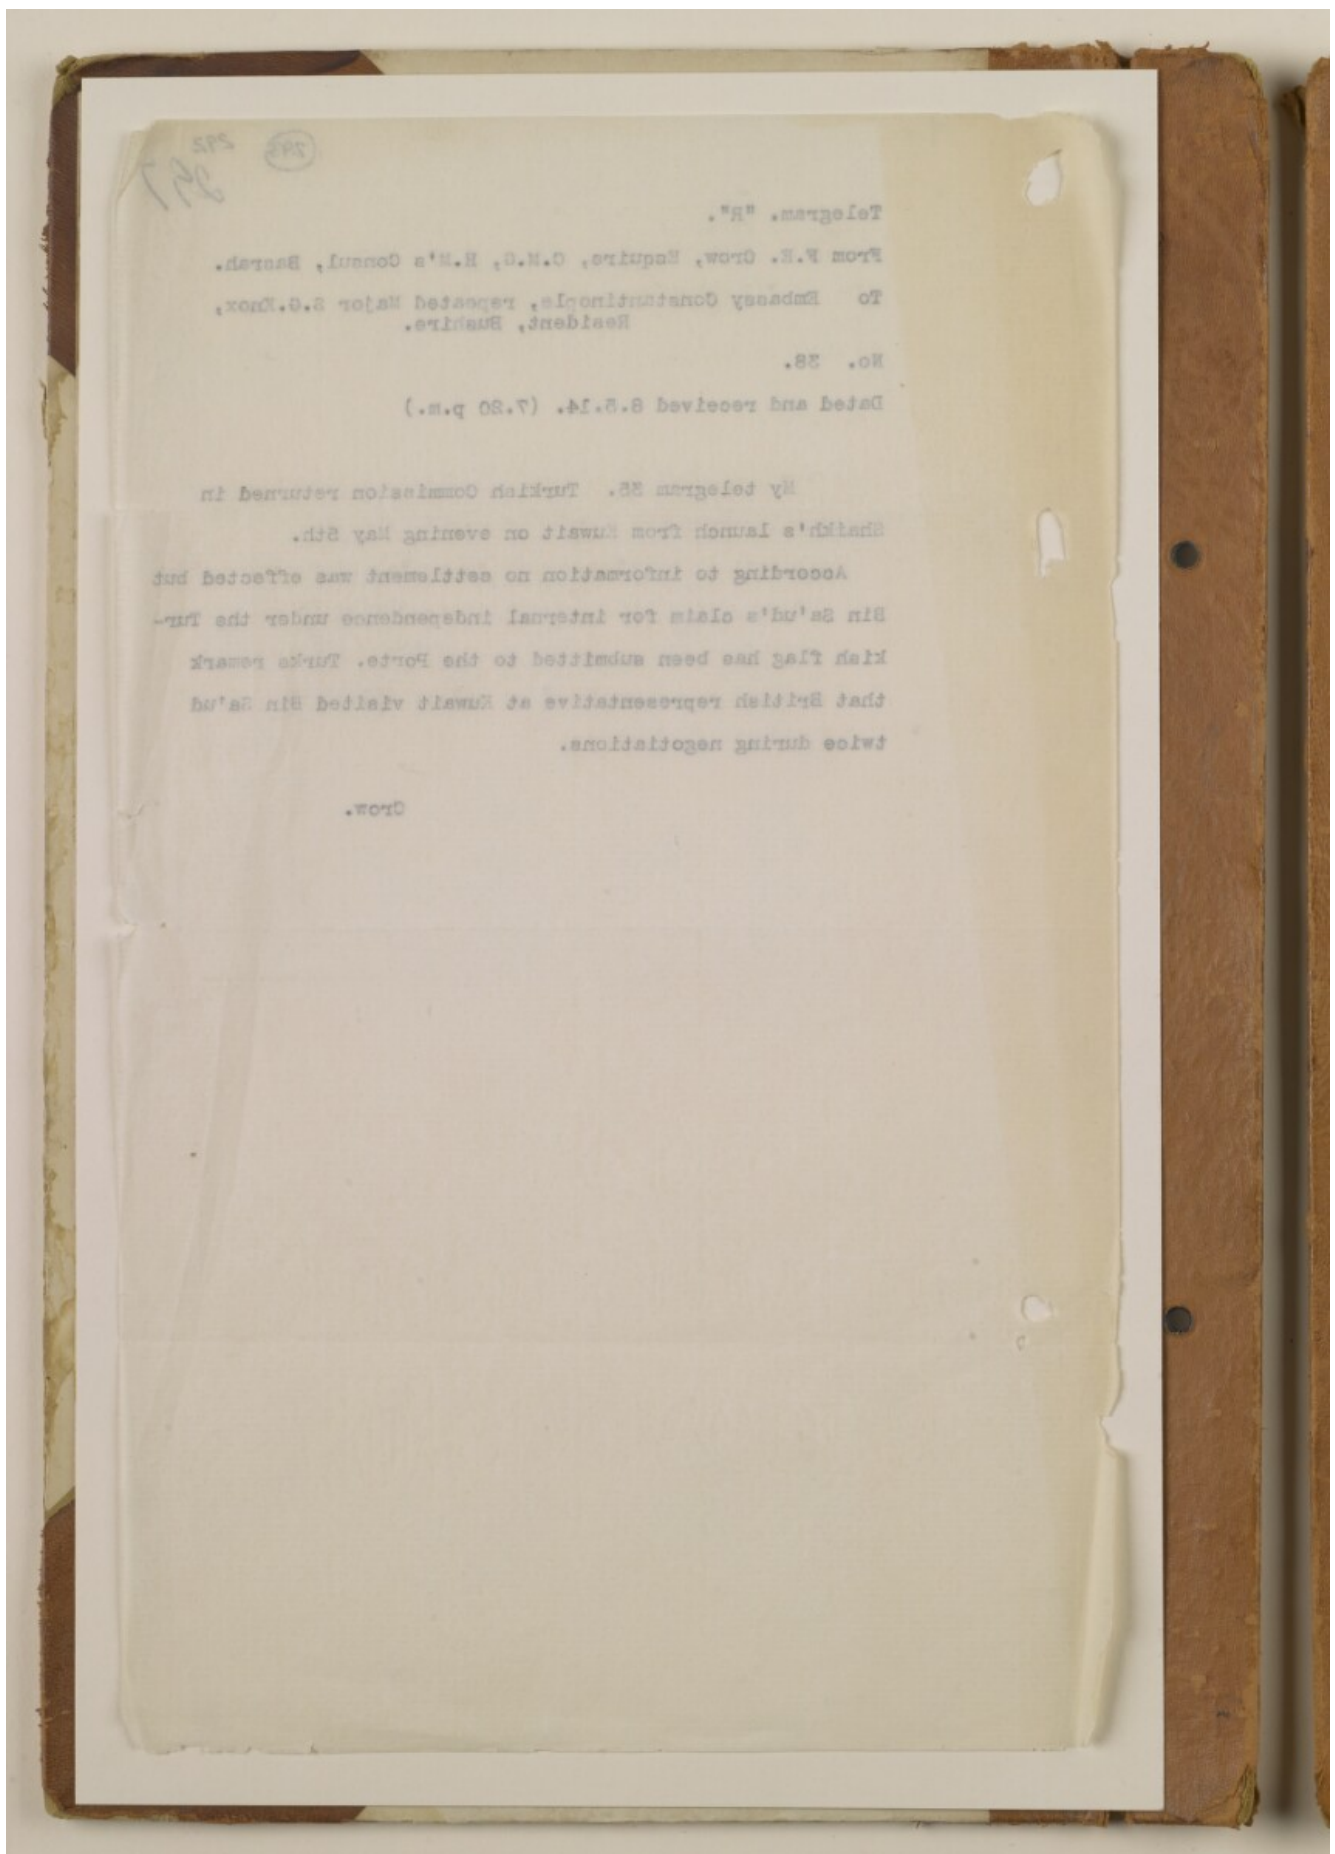 292
293
Telegram. "R".
From F.E. Crow, Esquire, C.M.G, H.M's Consul, Basrah.
To Embassy Constantinople, repeated Major S.G.Knox,
Resident, Bushire.
No. 38.
Dated and received 8.5.14. (7.20 p.m.)
My telegram 35. Turkish Commission returned in
Shaikh's launch from Kuwait on evening May 5th.
According to information no settlement was effected but
Bin Sa'ud's claim for internal independence under the Tur-
kish flag has been submitted to the Porte. Turks remark
that British representative at Kuwait visited Bin Sa'ud
twice during negotiations.
Crow.